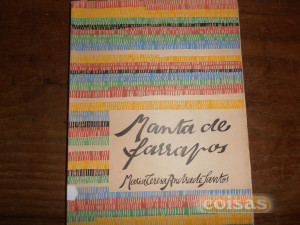 Manta de
farrapos
Maria Teresa Andrade Santos
coisas